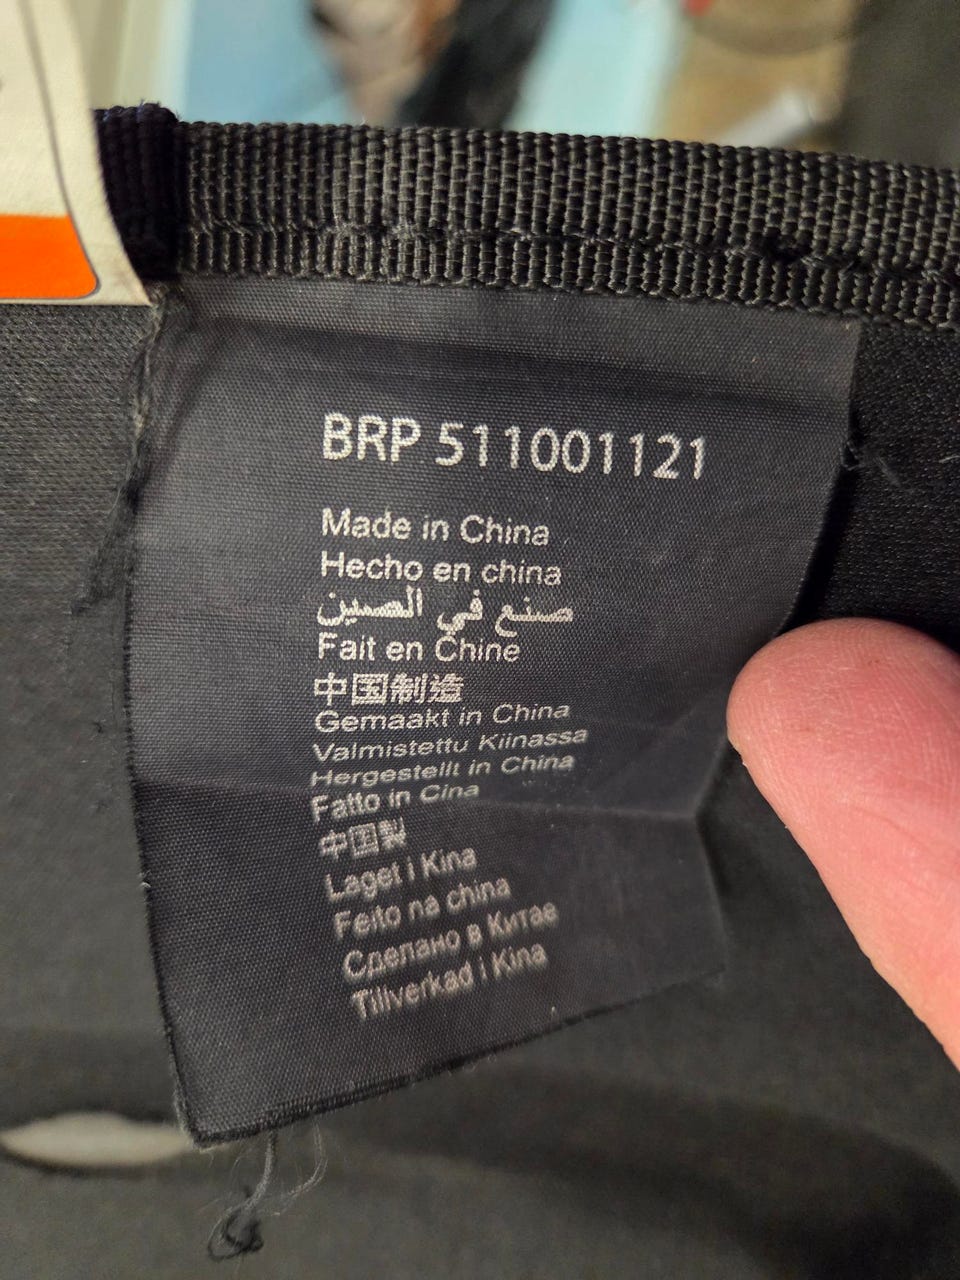 BRP 511001121
Made in China
Hecho en china
صنع في الصين
Fait en Chine
中国制造
Gemaakt in China
Valmistettu Kiinassa
Hergestellt in China
Fatto in Cina
中国製
Laget i Kina
Feito na china
Сделано в Китае
Tillverkad i Kina